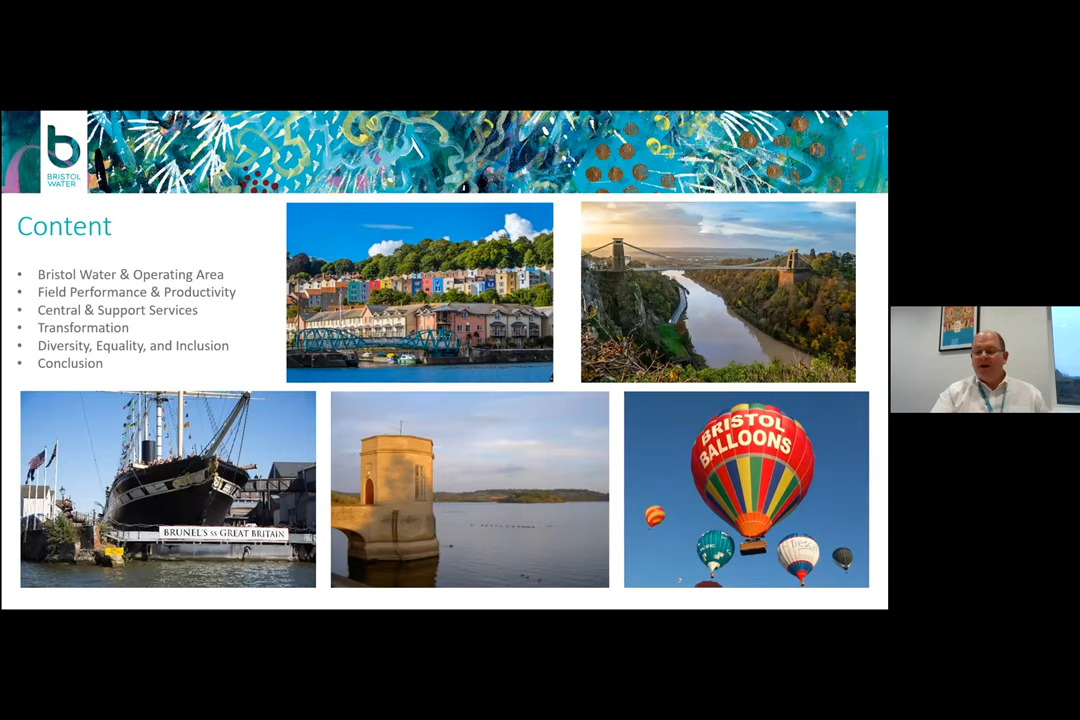 BRISTOL
WATER
Content
• Bristol Water & Operating Area
• Field Performance & Productivity
• Central & Support Services
• Transformation
• Diversity, Equality, and Inclusion
• Conclusion
BRUNEL'S ss GREAT BRITAIN
BRISTOL
BALLOONS